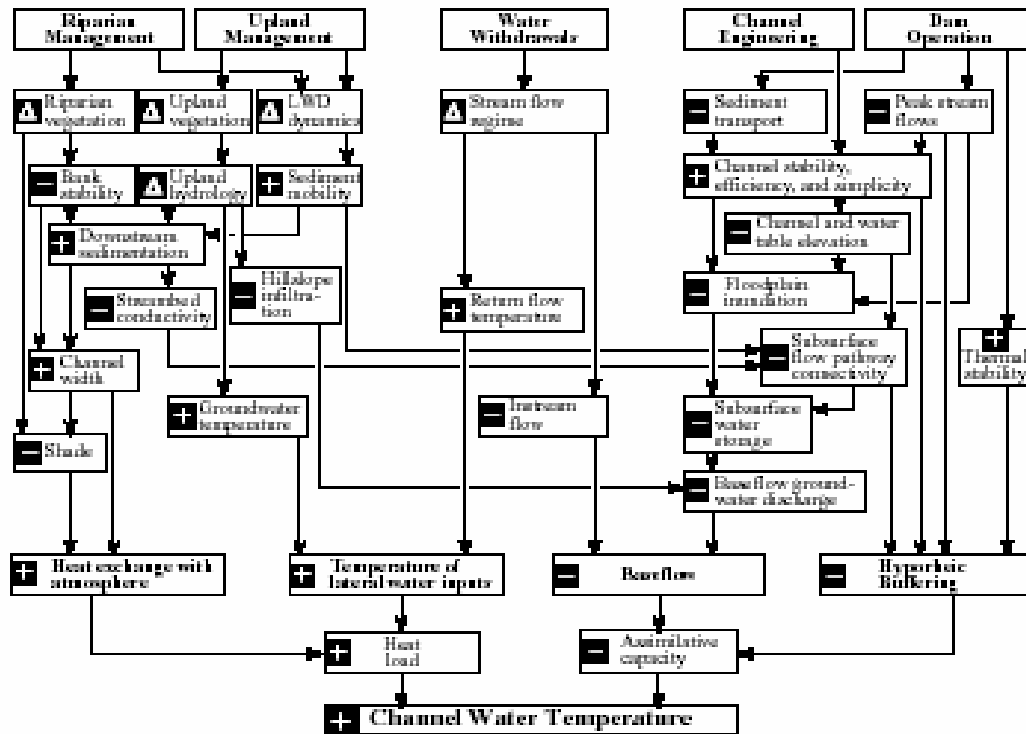 Riparian
Management
Upland
Management
Water
Withdrawals
Channel
Engineering
Dam
Operation
Δ Riparian
vegetation
Δ Upland
vegetation
Δ LWD
dynamics
Δ Stream flow
regime
− Sediment
transport
− Peak stream
flows
− Bank
stability
Δ Upland
hydrology
+ Sediment
mobility
+ Channel stability,
efficiency, and simplicity
+ Downstream
sedimentation
− Channel and water
table elevation
− Streambed
conductivity
− Hillslope
infiltra-
tion
+ Return flow
temperature
− Floodplain
inundation
+ Channel
width
− Subsurface
flow pathway
connectivity
+
Thermal
stability
+ Groundwater
temperature
− Instream
flow
− Subsurface
water
storage
− Shade
− Baseflow ground-
water discharge
+ Heat exchange with
atmosphere
+ Temperature of
lateral water inputs
− Baseflow
− Hyporheic
Buffering
+ Heat
load
− Assimilative
capacity
+ Channel Water Temperature